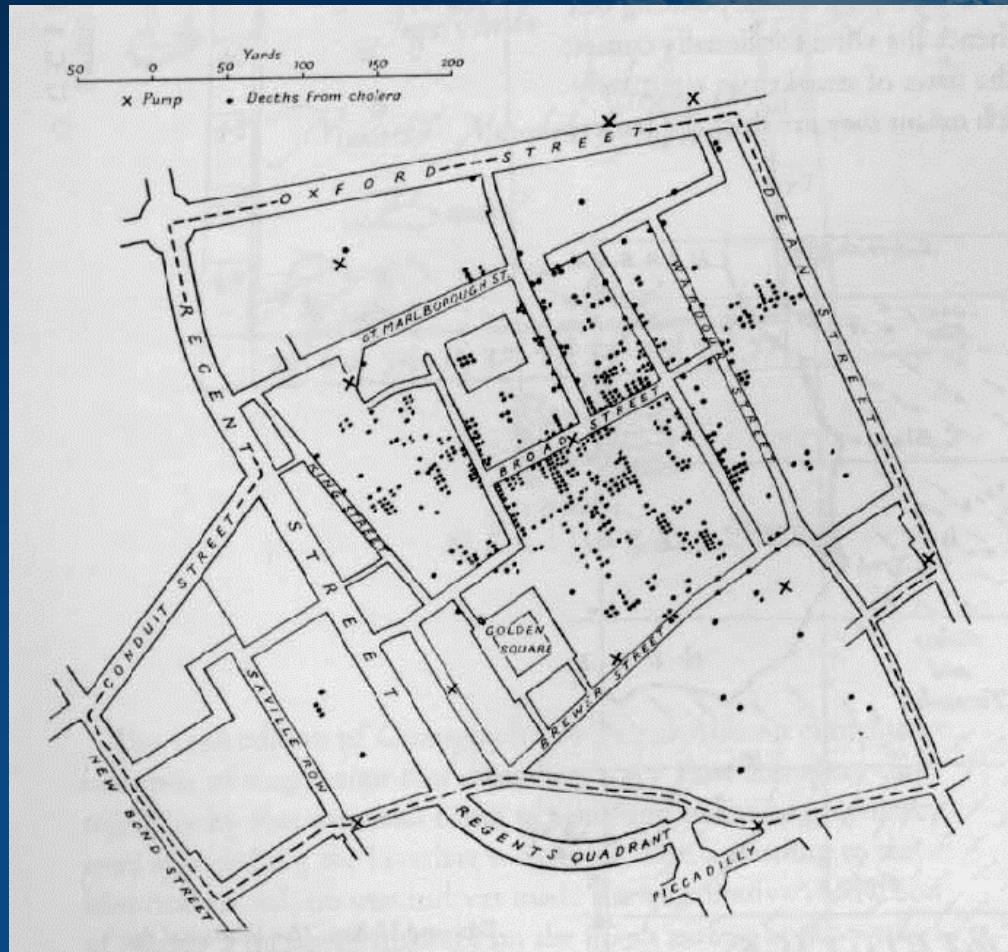 Yards
50 0 50 100 150 200
x Pump • Deaths from cholera
OXFORD STREET
DEAN STREET
REGENT STREET
GT. MARLBOROUGH ST.
WARDOUR STREET
BROAD STREET
KING STREET
CONDUIT STREET
GOLDEN SQUARE
BREWER STREET
SAVILLE ROW
NEW BOND STREET
REGENTS QUADRANT
PICCADILLY